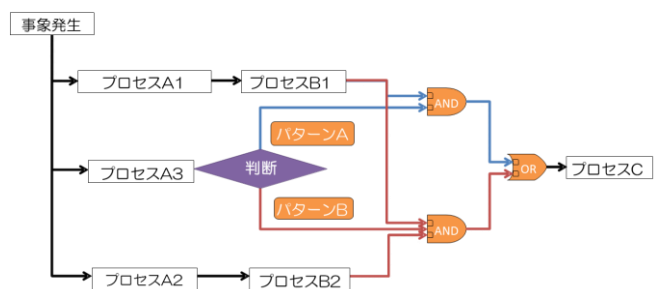 事象発生
プロセスA1
プロセスB1
AND
パターンA
プロセスA3
判断
OR
プロセスC
パターンB
AND
プロセスA2
プロセスB2